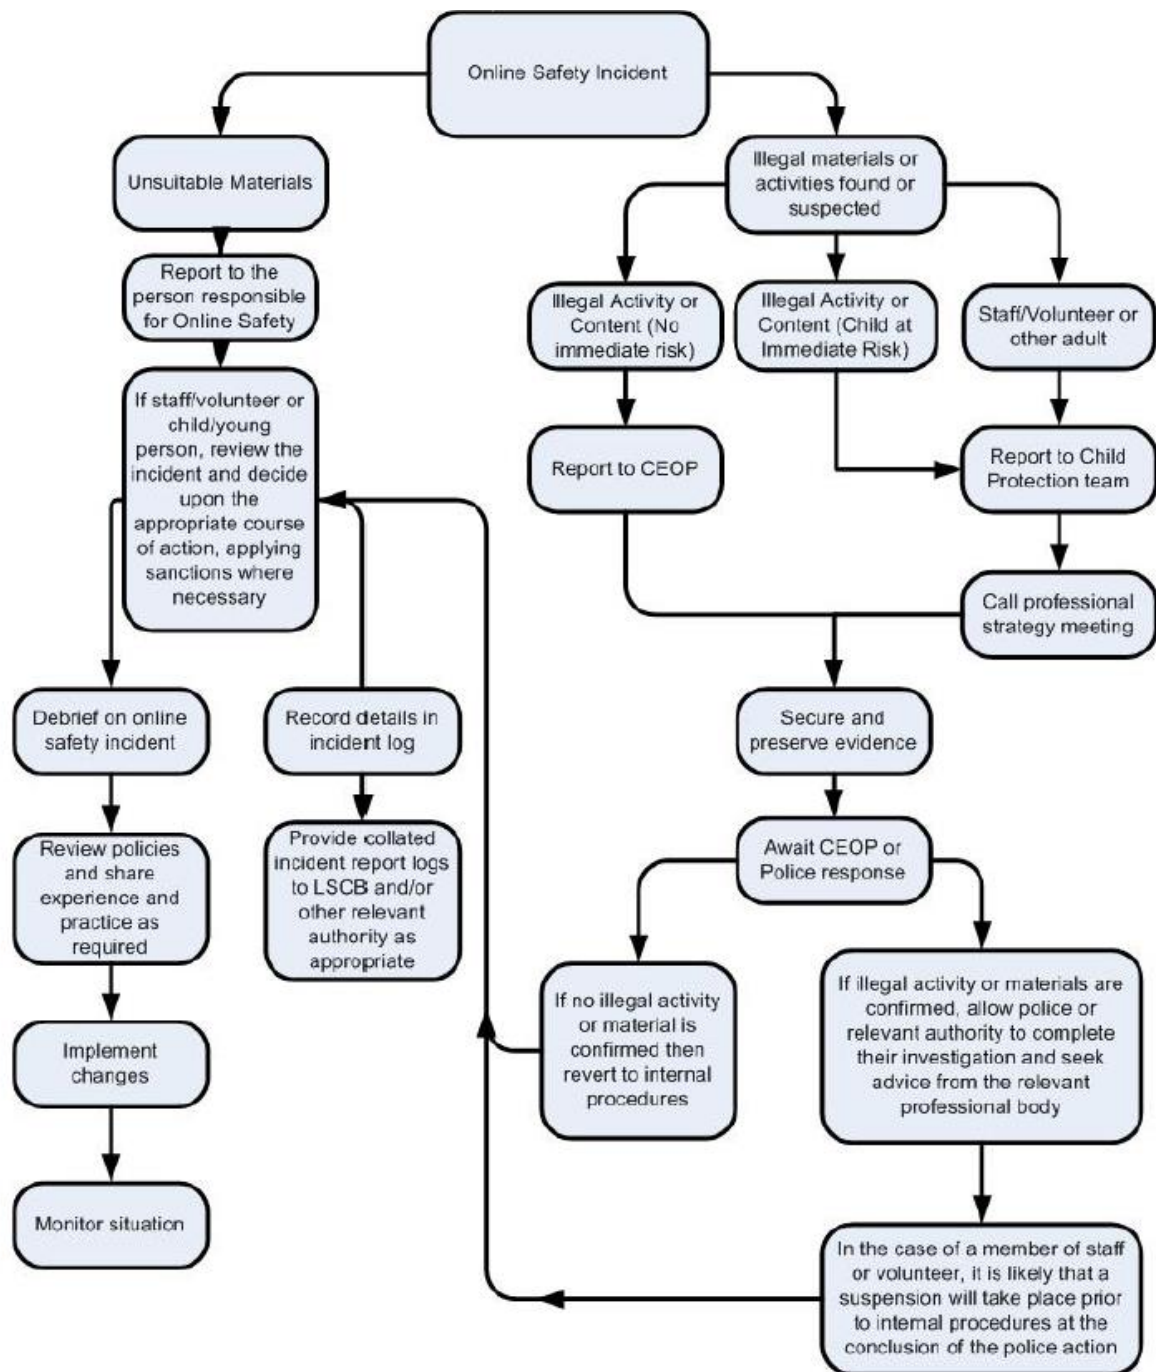 Online Safety Incident
Unsuitable Materials
Report to the
person responsible
for Online Safety
If staff/volunteer or
child/young
person, review the
incident and decide
upon the
appropriate course
of action, applying
sanctions where
necessary
Debrief on online
safety incident
Review policies
and share
experience and
practice as
required
Implement
changes
Monitor situation
Record details in
incident log
Provide collated
incident report logs
to LSCB and/or
other relevant
authority as
appropriate
Illegal materials or
activities found or
suspected
Illegal Activity or
Content (No
immediate risk)
Illegal Activity or
Content (Child at
Immediate Risk)
Staff/Volunteer or
other adult
Report to CEOP
Report to Child
Protection team
Call professional
strategy meeting
Secure and
preserve evidence
Await CEOP or
Police response
If no illegal activity
or material is
confirmed then
revert to internal
procedures
If illegal activity or materials are
confirmed, allow police or
relevant authority to complete
their investigation and seek
advice from the relevant
professional body
In the case of a member of staff
or volunteer, it is likely that a
suspension will take place prior
to internal procedures at the
conclusion of the police action